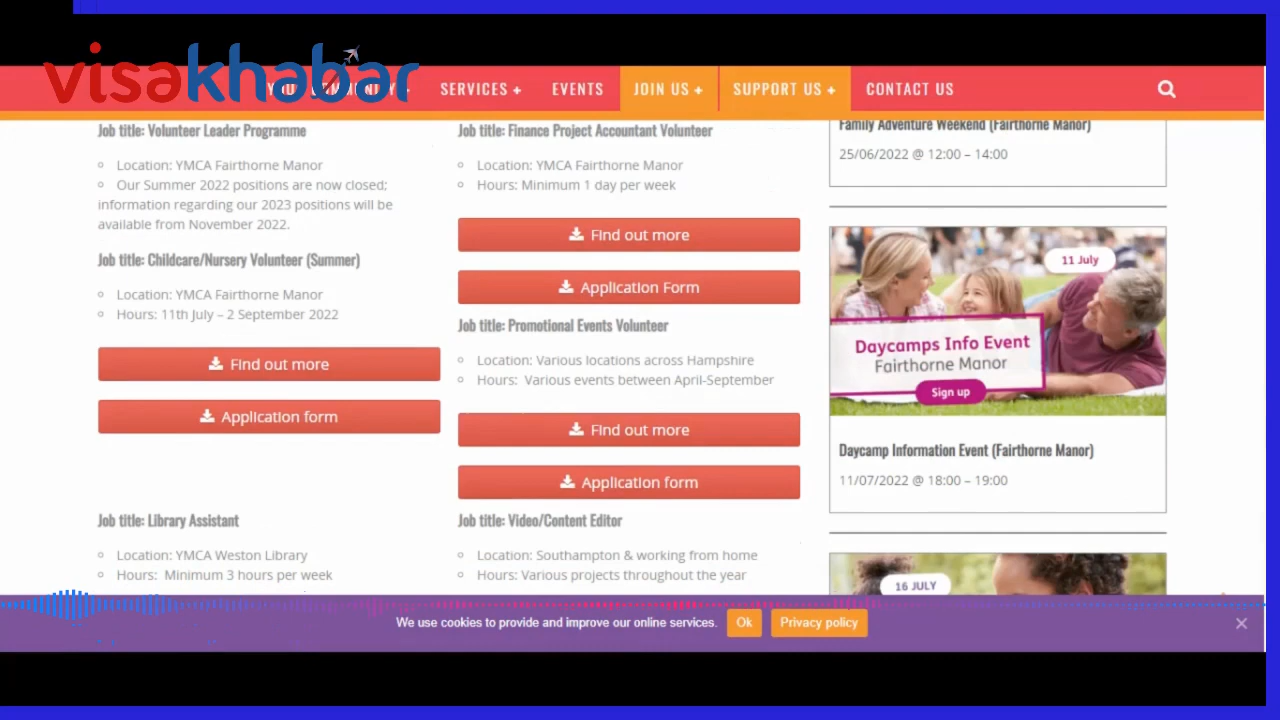 visakhabar
SERVICES +
EVENTS
JOIN US +
SUPPORT US +
CONTACT US
Job title: Volunteer Leader Programme
Location: YMCA Fairthorne Manor
Our Summer 2022 positions are now closed;
information regarding our 2023 positions will be
available from November 2022.
Job title: Childcare/Nursery Volunteer (Summer)
Location: YMCA Fairthorne Manor
Hours: 11th July – 2 September 2022
Find out more
Application form
Job title: Library Assistant
Location: YMCA Weston Library
Hours: Minimum 3 hours per week
Job title: Finance Project Accountant Volunteer
Location: YMCA Fairthorne Manor
Hours: Minimum 1 day per week
Find out more
Application Form
Job title: Promotional Events Volunteer
Location: Various locations across Hampshire
Hours: Various events between April-September
Find out more
Application form
Job title: Video/Content Editor
Location: Southampton & working from home
Hours: Various projects throughout the year
Family Adventure Weekend (Fairthorne Manor)
25/06/2022 @ 12:00 – 14:00
11 July
Daycamps Info Event
Fairthorne Manor
Sign up
Daycamp Information Event (Fairthorne Manor)
11/07/2022 @ 18:00 – 19:00
16 JULY
We use cookies to provide and improve our online services.
Ok
Privacy policy